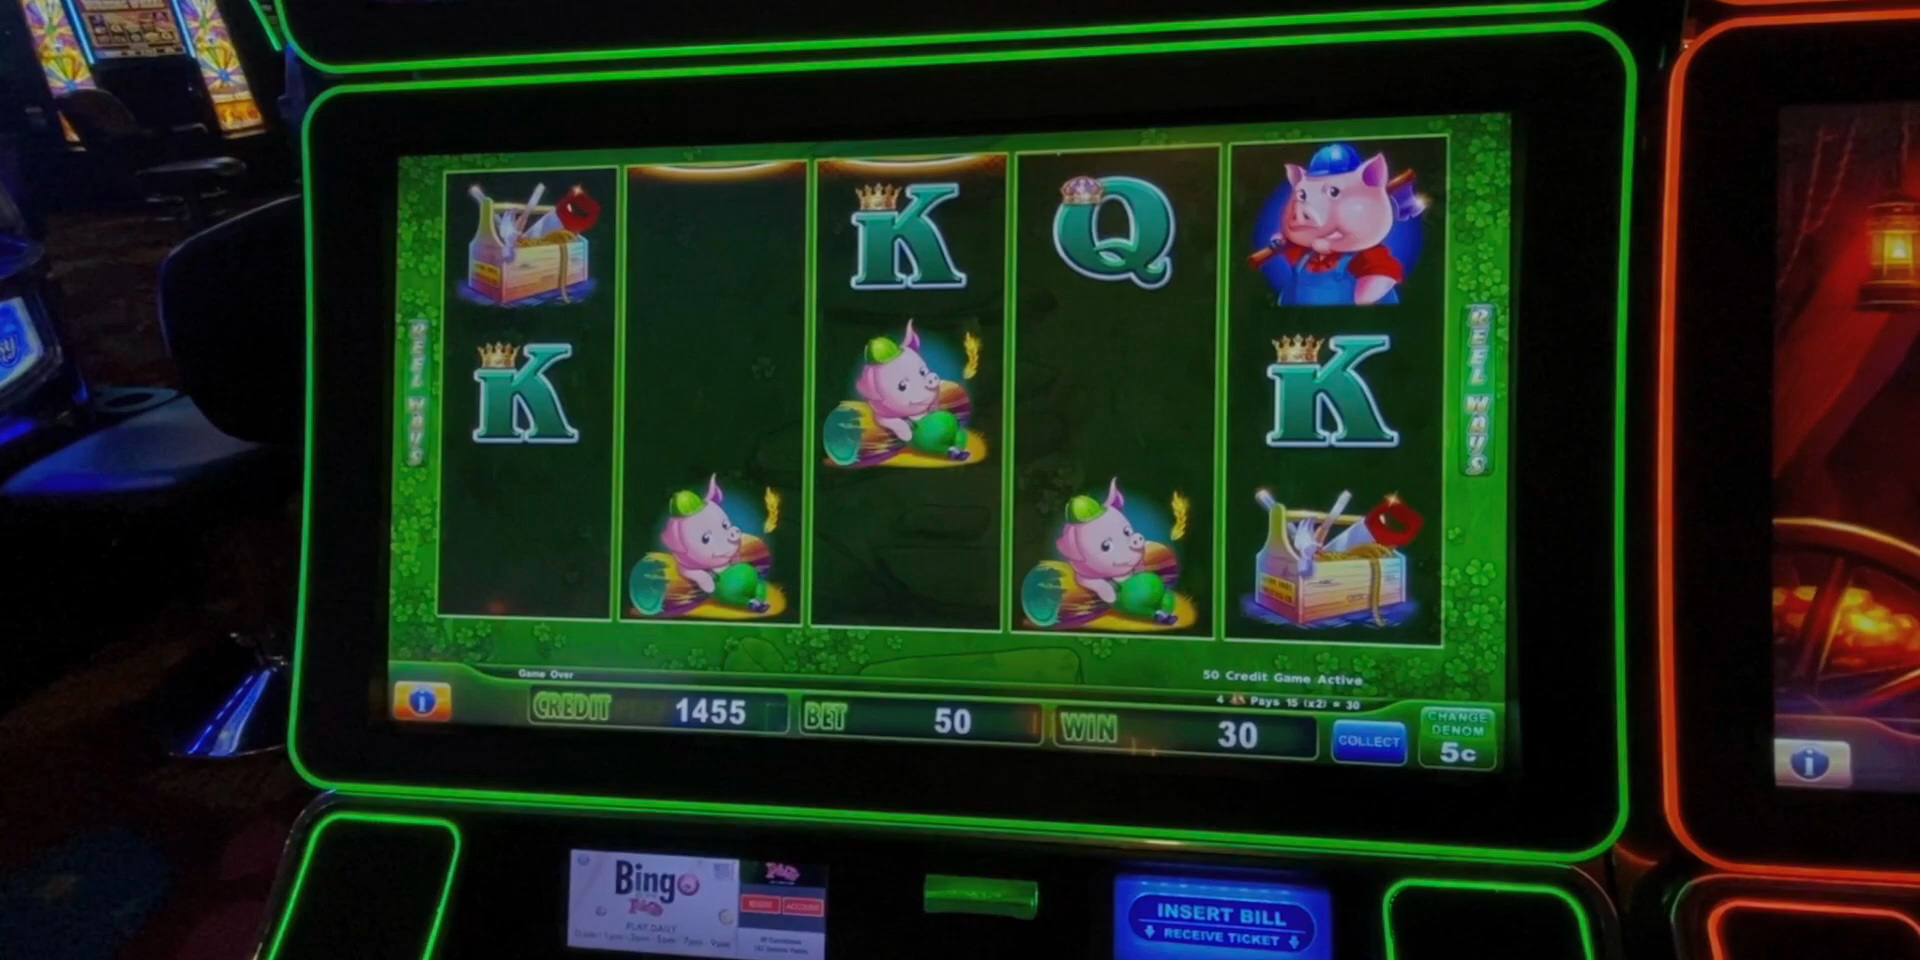 K
Q
K
K
REEL WAYS
REEL WAYS
Game Over
50 Credit Game Active
4 Pays 15 (x2) = 30
CREDIT 1455
BET 50
WIN 30
COLLECT
CHANGE
DENOM
5c
Bingo
PLAY DAILY
INSERT BILL
RECEIVE TICKET